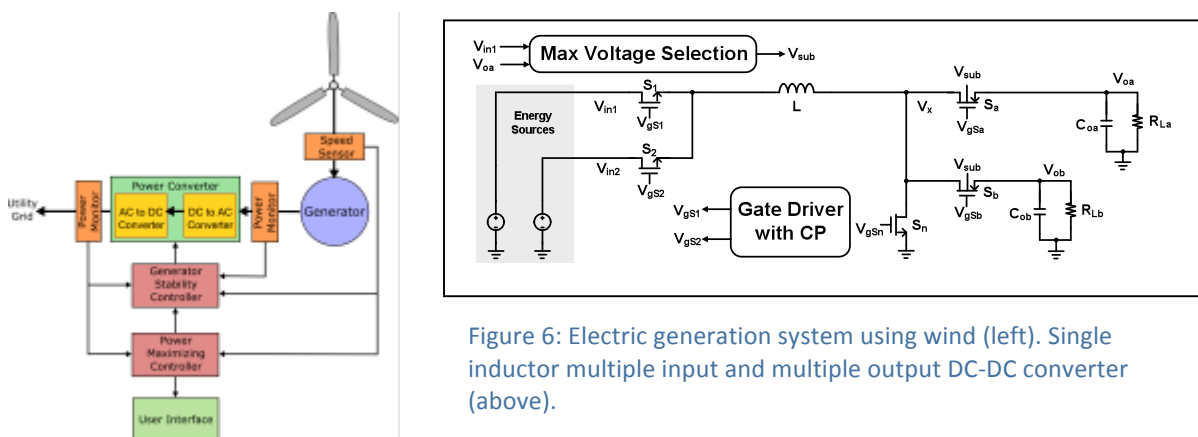 Speed
Sensor
Power Converter
AC to DC
Converter
DC to AC
Converter
Power
Monitor
Power
Monitor
Generator
Utility
Grid
Generator
Stability
Controller
Power
Maximizing
Controller
User Interface
Vin1
Voa
Max Voltage Selection
Vsub
Energy
Sources
Vin1
S1
VgS1
S2
Vin2
VgS2
L
Vx
Vsub
Sa
VgSa
Voa
Coa
RLa
Vsub
Sb
VgSb
Vob
Cob
RLb
VgSn
Sn
VgS1
VgS2
Gate Driver
with CP
Figure 6: Electric generation system using wind (left). Single
inductor multiple input and multiple output DC-DC converter
(above).